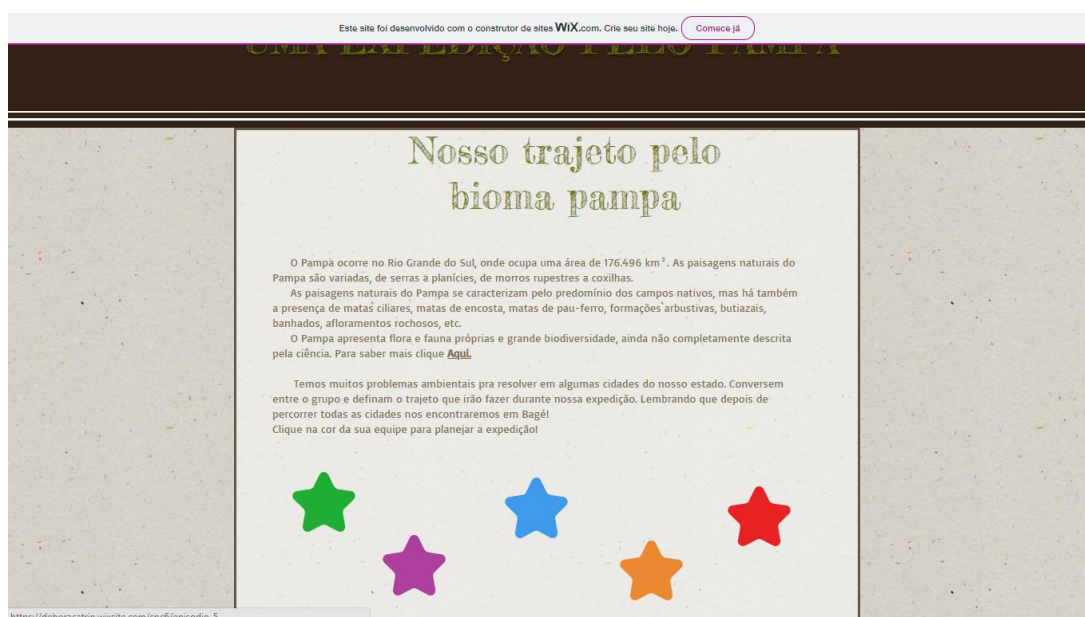 Este site foi desenvolvido com o construtor de sites WiX.com. Crie seu site hoje. Comece já
UMA EXPEDIÇÃO PELO PAMPA
Nosso trajeto pelo
bioma pampa
O Pampa ocorre no Rio Grande do Sul, onde ocupa uma área de 176.496 km². As paisagens naturais do
Pampa são variadas, de serras a planícies, de morros rupestres a coxilhas.
As paisagens naturais do Pampa se caracterizam pelo predomínio dos campos nativos, mas há também
a presença de matas ciliares, matas de encosta, matas de pau-ferro, formações arbustivas, butiazais,
banhados, afloramentos rochosos, etc.
O Pampa apresenta flora e fauna próprias e grande biodiversidade, ainda não completamente descrita
pela ciência. Para saber mais clique Aqui.
Temos muitos problemas ambientais pra resolver em algumas cidades do nosso estado. Conversem
entre o grupo e definam o trajeto que irão fazer durante nossa expedição. Lembrando que depois de
percorrer todas as cidades nos encontraremos em Bagé!
Clique na cor da sua equipe para planejar a expedição!